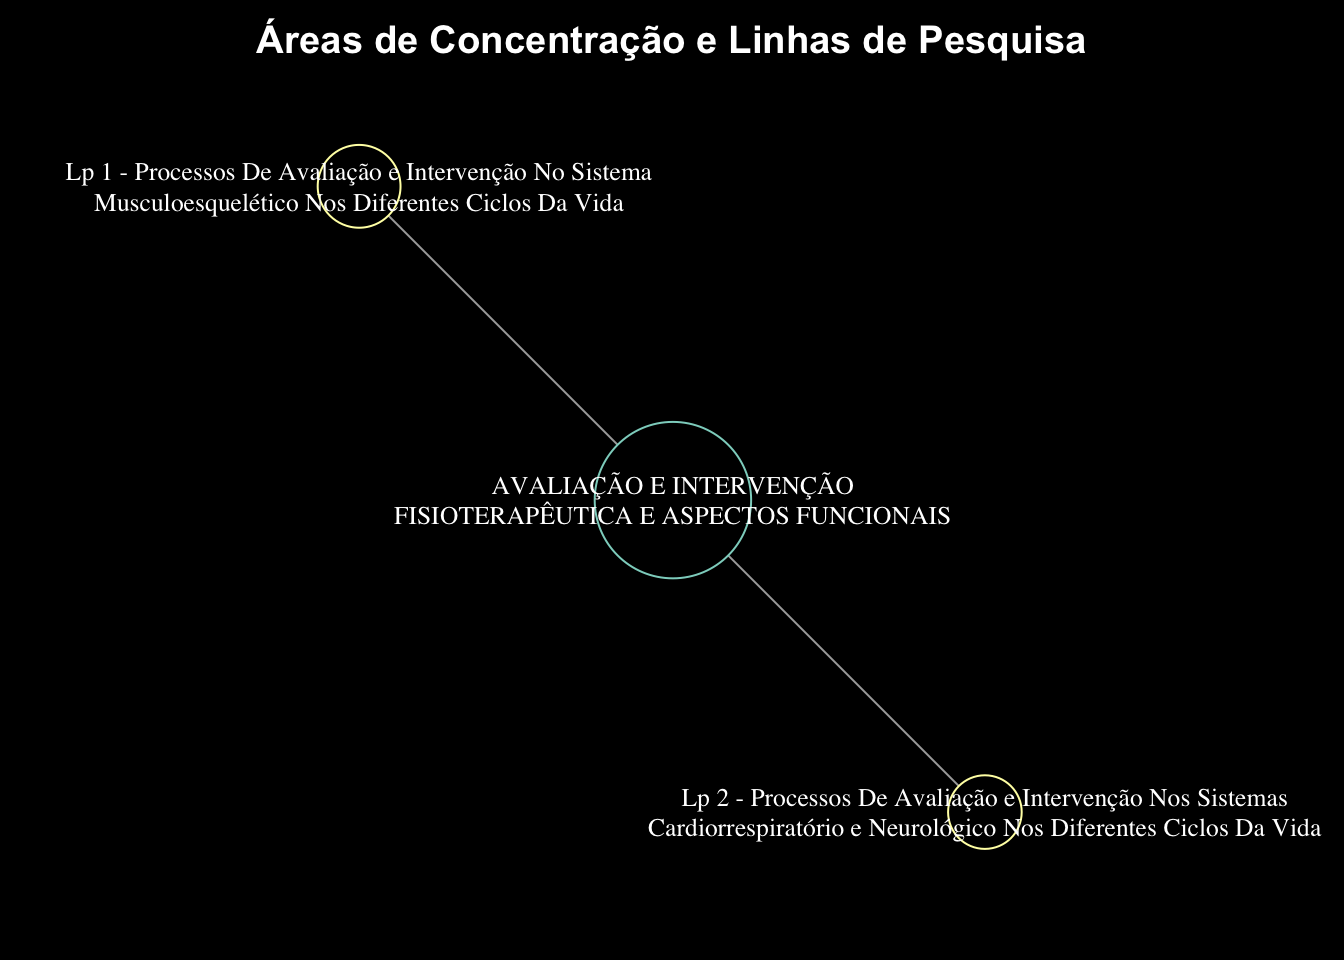 Áreas de Concentração e Linhas de Pesquisa
Lp 1 - Processos De Avaliação e Intervenção No Sistema
Musculoesquelético Nos Diferentes Ciclos Da Vida
AVALIAÇÃO E INTERVENÇÃO
FISIOTERAPÊUTICA E ASPECTOS FUNCIONAIS
Lp 2 - Processos De Avaliação e Intervenção Nos Sistemas
Cardiorrespiratório e Neurológico Nos Diferentes Ciclos Da Vida